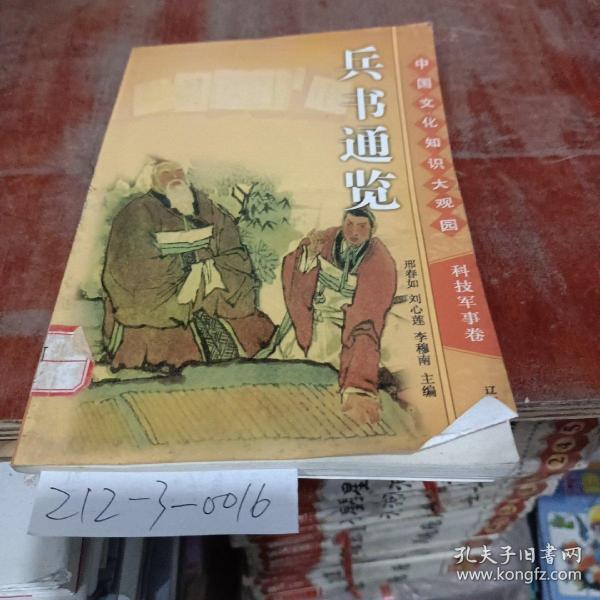 兵书通览
中国文化知识大观园
科技军事卷
邢春如 刘心莲 李穆南 主编
辽
212-3-0016
孔夫子旧书网
www.kongfz.com